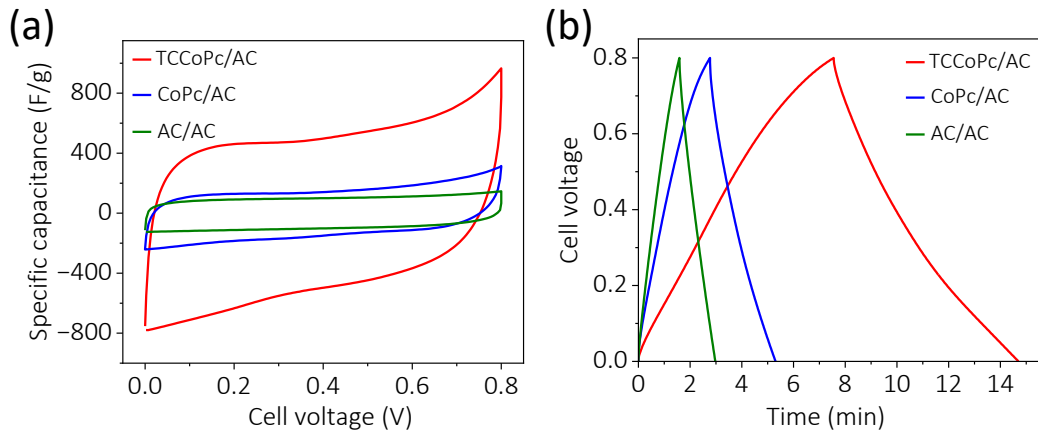 (a)
Specific capacitance (F/g)
800
400
0
−400
−800
TCCoPc/AC
CoPc/AC
AC/AC
0.0
0.2
0.4
0.6
0.8
Cell voltage (V)
(b)
Cell voltage
0.8
0.6
0.4
0.2
0.0
TCCoPc/AC
CoPc/AC
AC/AC
0
2
4
6
8
10
12
14
Time (min)